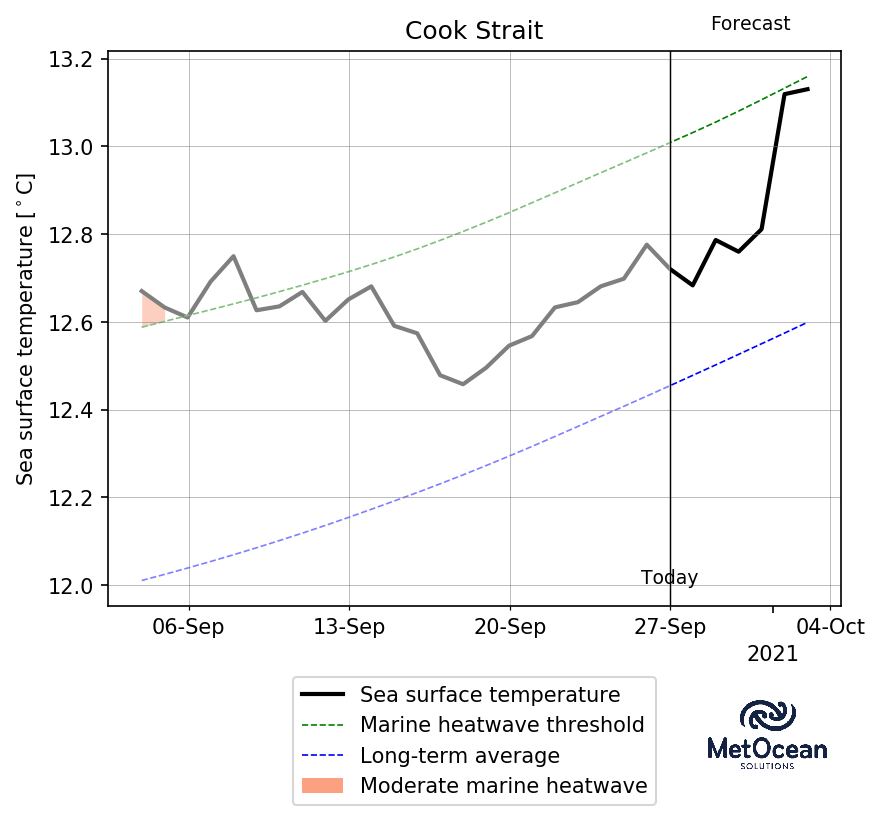 Forecast
Cook Strait
Sea surface temperature [°C]
13.2
13.0
12.8
12.6
12.4
12.2
12.0
Today
06-Sep 13-Sep 20-Sep 27-Sep 04-Oct
2021
Sea surface temperature
Marine heatwave threshold
Long-term average
Moderate marine heatwave
MetOcean
SOLUTIONS